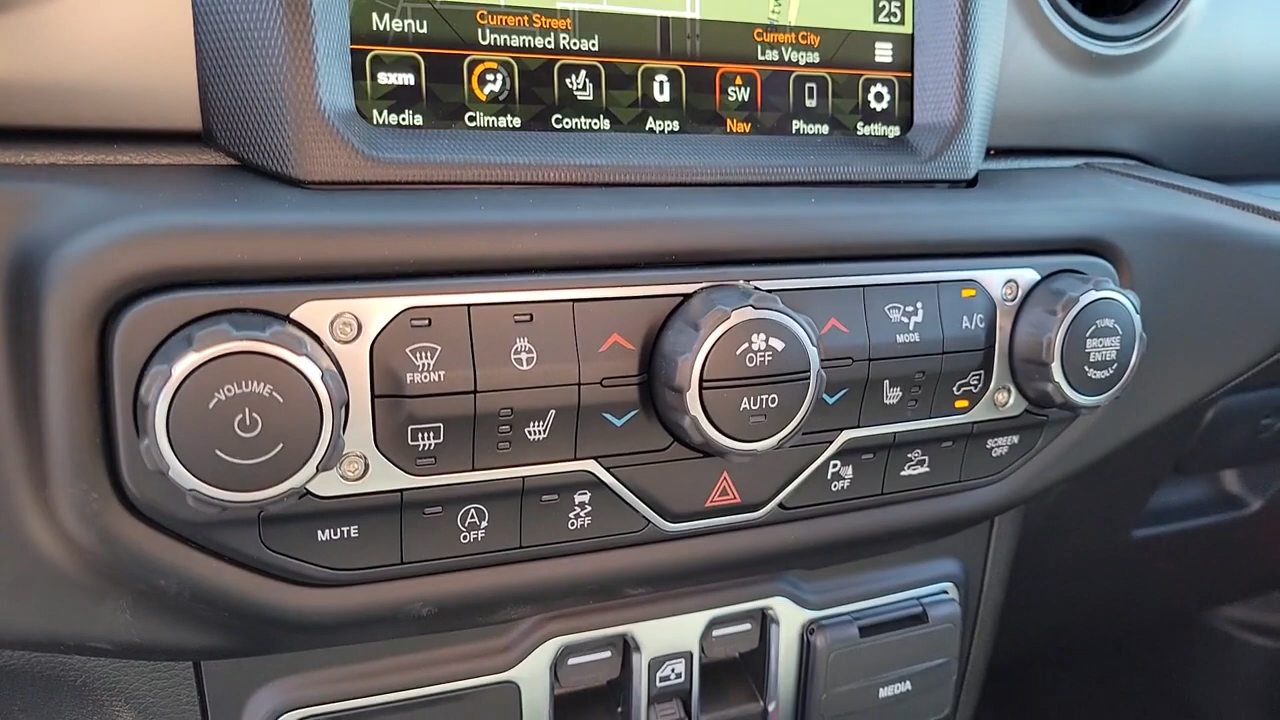 25
Menu
Current Street
Unnamed Road
Current City
Las Vegas
sxm
Media
Climate
Controls
ū
Apps
SW
Nav
Phone
Settings
VOLUME
FRONT
OFF
AUTO
MODE
A/C
TUNE
BROWSE
ENTER
SCROLL
MUTE
A
OFF
OFF
P
OFF
SCREEN
OFF
MEDIA